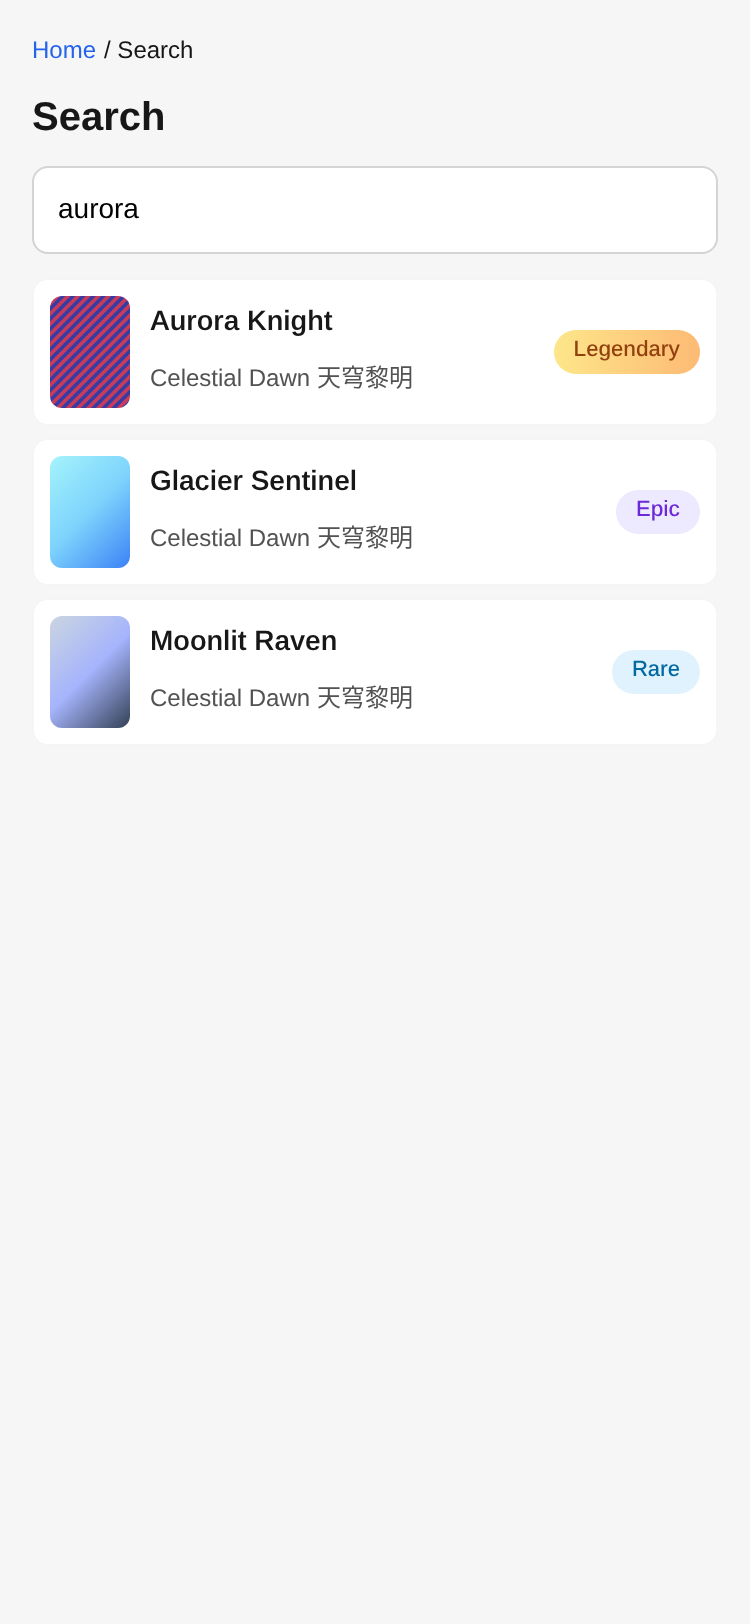 Home / Search
Search
aurora
Aurora Knight
Celestial Dawn 天穹黎明
Legendary
Glacier Sentinel
Celestial Dawn 天穹黎明
Epic
Moonlit Raven
Celestial Dawn 天穹黎明
Rare